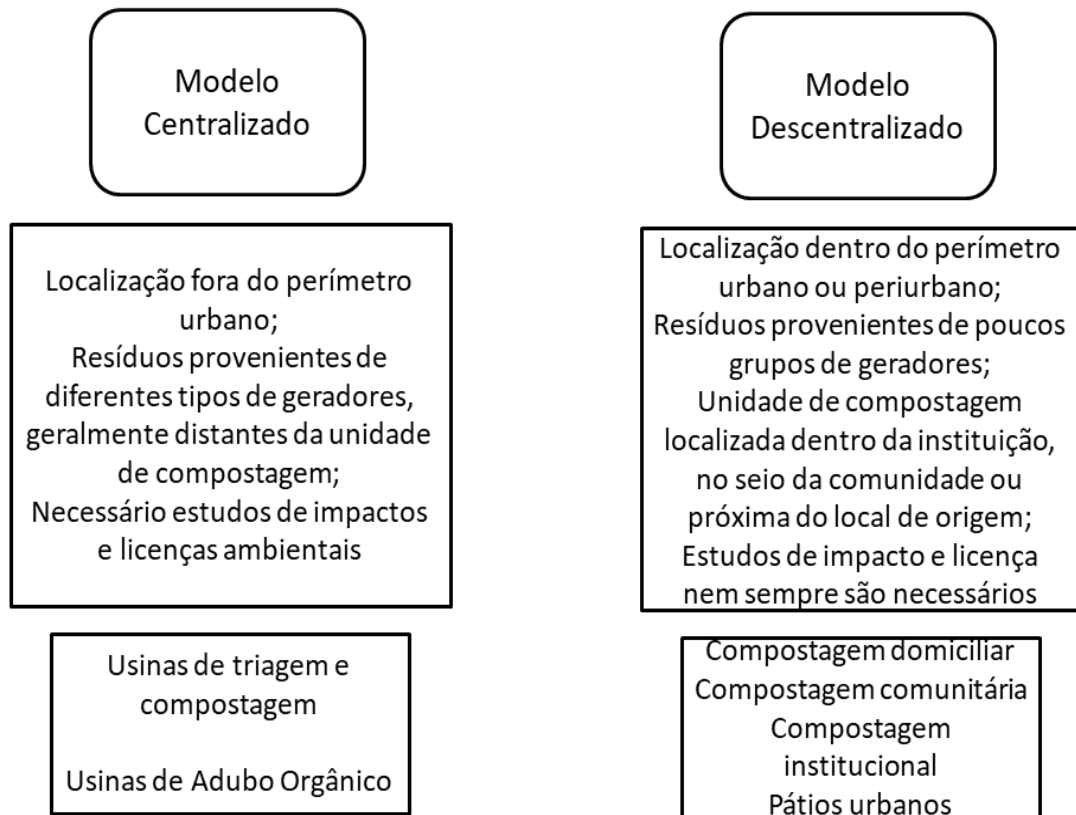 Modelo
Centralizado
Localização fora do perímetro
urbano;
Resíduos provenientes de
diferentes tipos de geradores,
geralmente distantes da unidade
de compostagem;
Necessário estudos de impactos
e licenças ambientais
Usinas de triagem e
compostagem
Usinas de Adubo Orgânico
Modelo
Descentralizado
Localização dentro do perímetro
urbano ou periurbano;
Resíduos provenientes de poucos
grupos de geradores;
Unidade de compostagem
localizada dentro da instituição,
no seio da comunidade ou
próxima do local de origem;
Estudos de impacto e licença
nem sempre são necessários
Compostagem domiciliar
Compostagem comunitária
Compostagem
institucional
Pátios urbanos